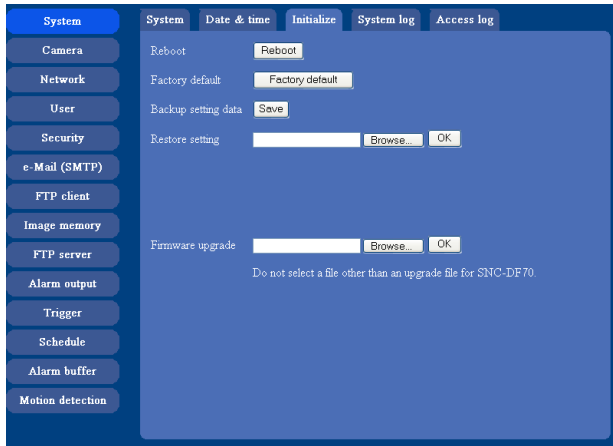 System
Camera
Network
User
Security
e-Mail (SMTP)
FTP client
Image memory
FTP server
Alarm output
Trigger
Schedule
Alarm buffer
Motion detection
System Date & time Initialize System log Access log
Reboot Reboot
Factory default Factory default
Backup setting data Save
Restore setting Browse... OK
Firmware upgrade Browse... OK
Do not select a file other than an upgrade file for SNC-DF70.